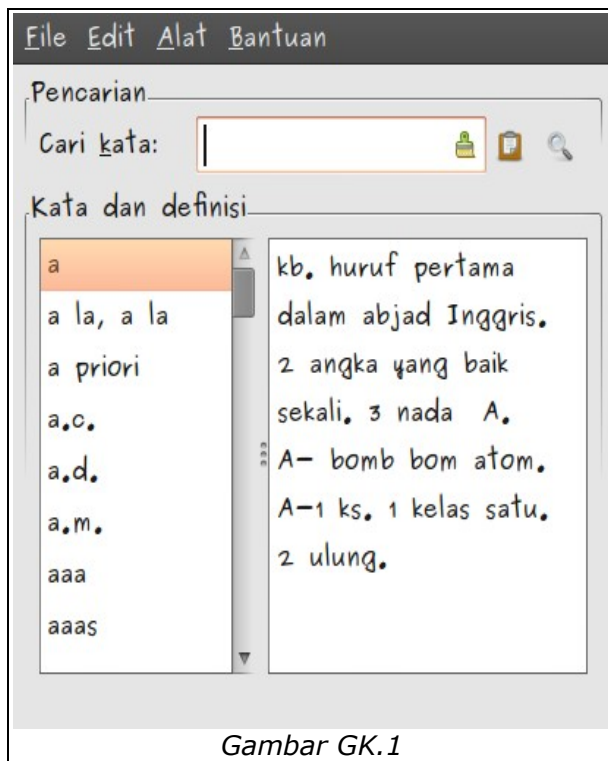 File Edit Alat Bantuan
Pencarian
Cari kata:
Kata dan definisi
a
a la, a la
a priori
a.c.
a.d.
a.m.
aaa
aaas
kb. huruf pertama
dalam abjad Inggris.
2 angka yang baik
sekali. 3 nada A.
A- bomb bom atom.
A-1 ks. 1 kelas satu.
2 ulung.
Gambar GK.1